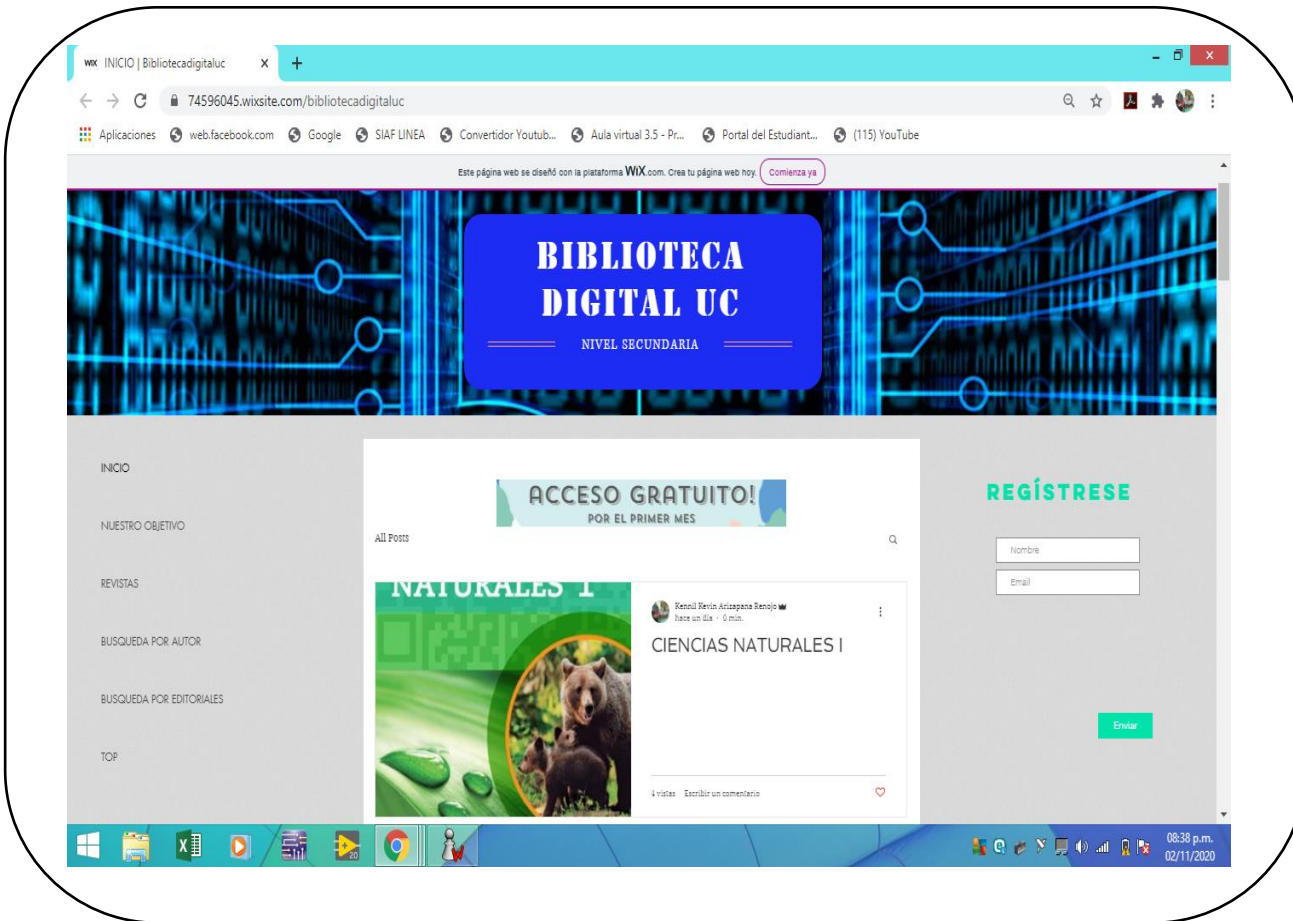 WIX INICIO | Bibliotecadigitaluc
74596045.wixsite.com/bibliotecadigitaluc
Aplicaciones web.facebook.com Google SIAF LINEA Convertidor Youtub... Aula virtual 3.5 - Pr... Portal del Estudiant... (115) YouTube
Este página web se diseñó con la plataforma WiX.com. Crea tu página web hoy. Comienza ya
BIBLIOTECA
DIGITAL UC
NIVEL SECUNDARIA
INICIO
NUESTRO OBJETIVO
REVISTAS
BUSQUEDA POR AUTOR
BUSQUEDA POR EDITORIALES
TOP
ACCESO GRATUITO!
POR EL PRIMER MES
All Posts
NATURALES 1
Kennil Kevin Arizapana Renojo
hace un día · 0 min.
CIENCIAS NATURALES I
4 vistas Escribir un comentario
REGÍSTRESE
Nombre
Email
Enviar
20
08:38 p.m.
02/11/2020